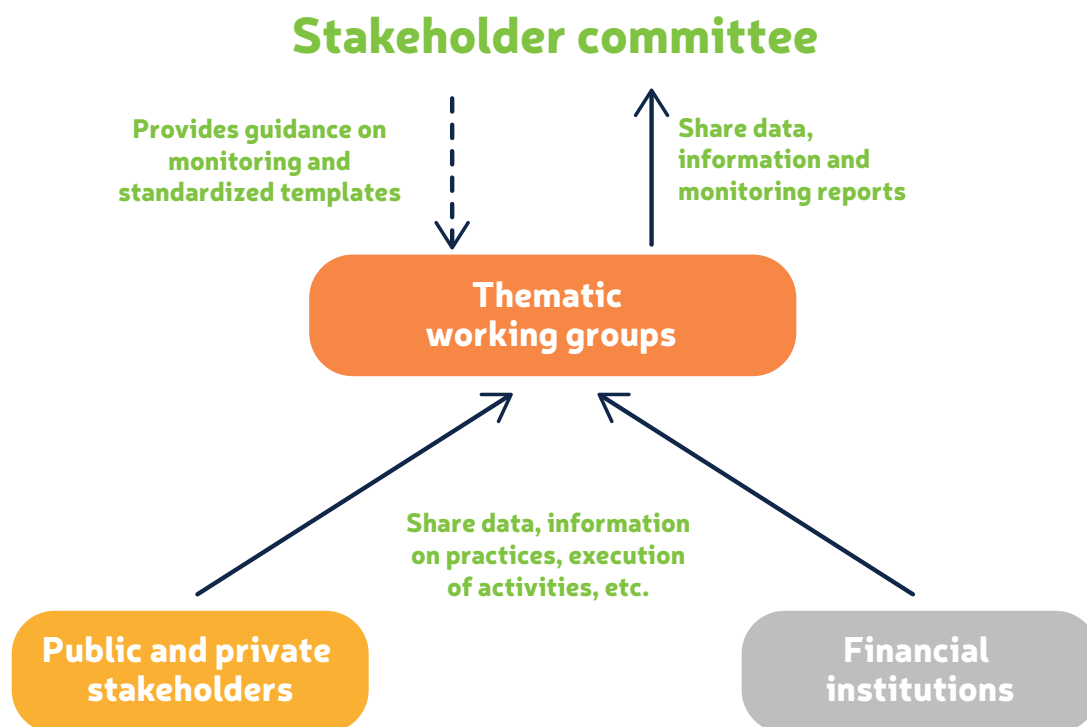 Stakeholder committee
Provides guidance on
monitoring and
standardized templates
Share data,
information and
monitoring reports
Thematic
working groups
Share data, information
on practices, execution
of activities, etc.
Public and private
stakeholders
Financial
institutions